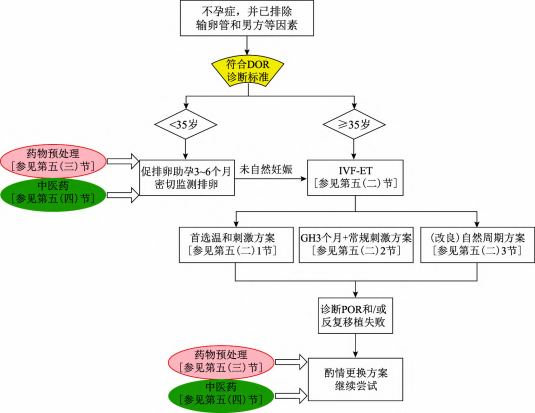 不孕症，并已排除
输卵管和男方等因素
符合DOR
诊断标准
<35岁
≥35岁
药物预处理
[参见第五(三)节]
中医药
[参见第五(四)节]
促排卵助孕3~6个月
密切监测排卵
未自然妊娠
IVF-ET
[参见第五(二)节]
首选温和刺激方案
[参见第五(二)1节]
GH3个月+常规刺激方案
[参见第五(二)2节]
(改良)自然周期方案
[参见第五(二)3节]
诊断POR和/或
反复移植失败
药物预处理
[参见第五(三)节]
中医药
[参见第五(四)节]
酌情更换方案
继续尝试